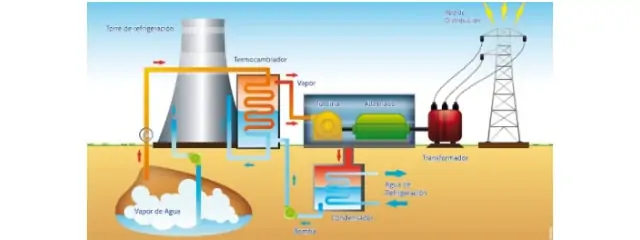 Red de
Distribución
Torre de refrigeración
Termocambiador
Vapor
Turbina
Alternador
Transformador
Agua de
Refrigeración
Vapor de Agua
Condensador
Bomba